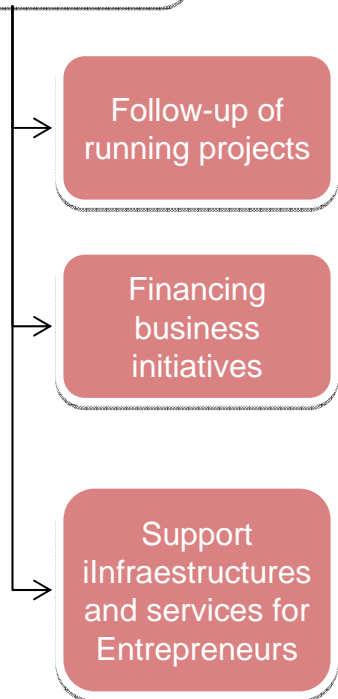 Follow-up of
running projects
Financing
business
initiatives
Support
iInfraestructures
and services for
Entrepreneurs